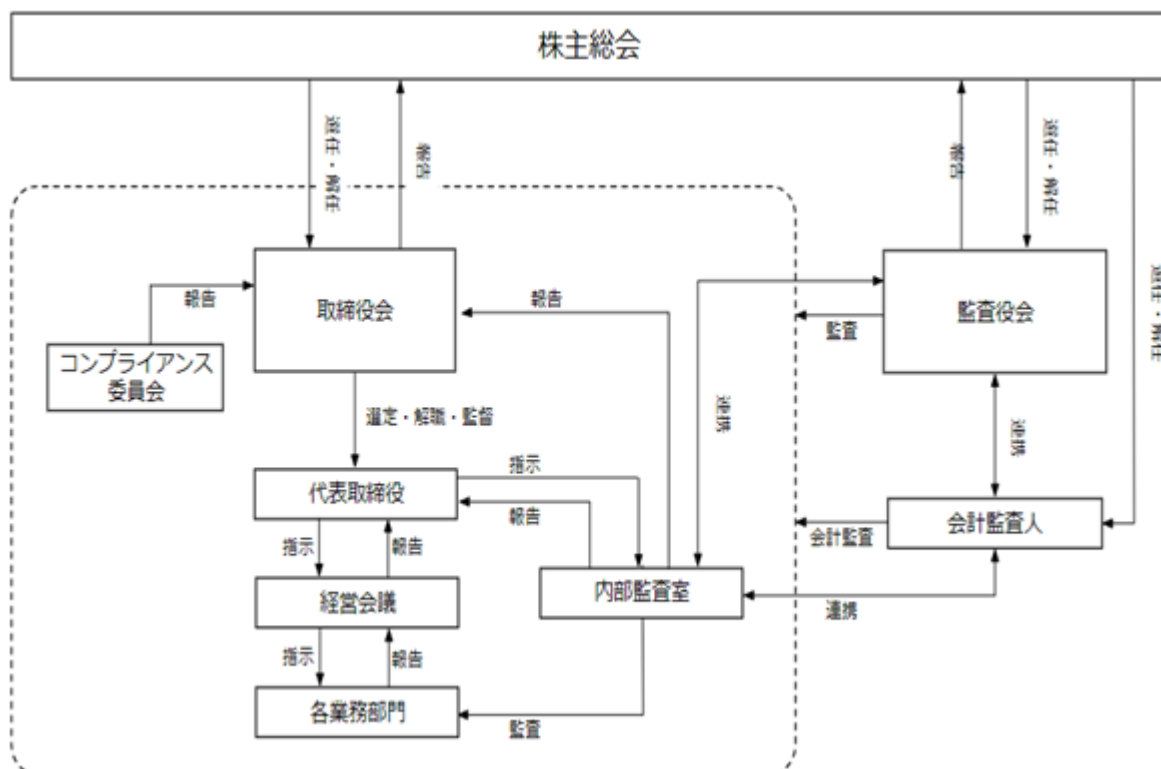 株主総会
選任・解任
報告
報告
選任・解任
選任・解任
取締役会
監査役会
報告
報告
監査
コンプライアンス
委員会
連携
連携
選定・解職・監督
代表取締役
指示
報告
会計監査人
会計監査
指示
報告
経営会議
内部監査室
連携
指示
報告
各業務部門
監査